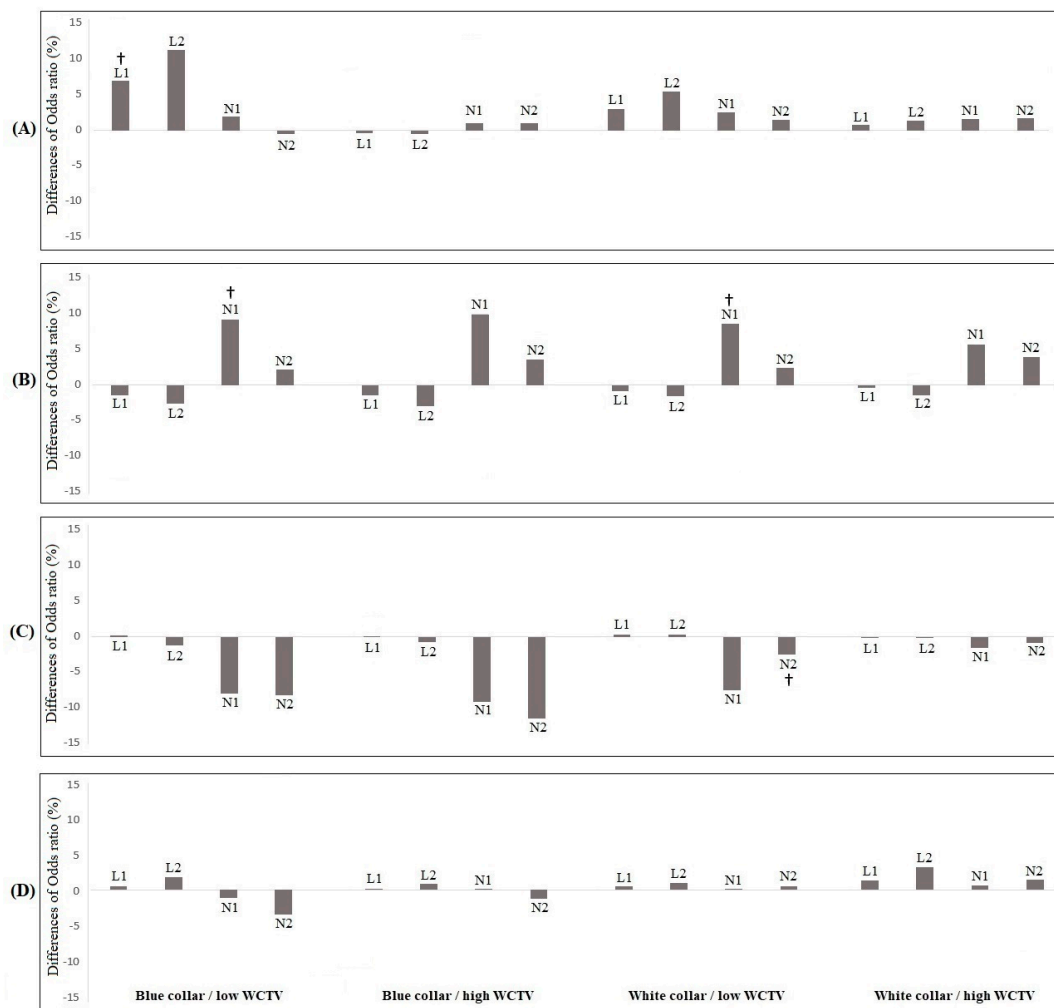 (A)
Differences of Odds ratio (%)
15
10
5
0
-5
-10
-15
†
L1 L2 N1 N2
L1 L2 N1 N2
L1 L2 N1 N2
L1 L2 N1 N2
(B)
Differences of Odds ratio (%)
15
10
5
0
-5
-10
-15
L1 L2 † N1 N2
L1 L2 N1 N2
L1 L2 † N1 N2
L1 L2 N1 N2
(C)
Differences of Odds ratio (%)
15
10
5
0
-5
-10
-15
L1 L2 N1 N2
L1 L2 N1 N2
L1 L2 N1 N2 †
L1 L2 N1 N2
(D)
Differences of Odds ratio (%)
15
10
5
0
-5
-10
-15
L1 L2 N1 N2
L1 L2 N1 N2
L1 L2 N1 N2
L1 L2 N1 N2
Blue collar / low WCTV
Blue collar / high WCTV
White collar / low WCTV
White collar / high WCTV